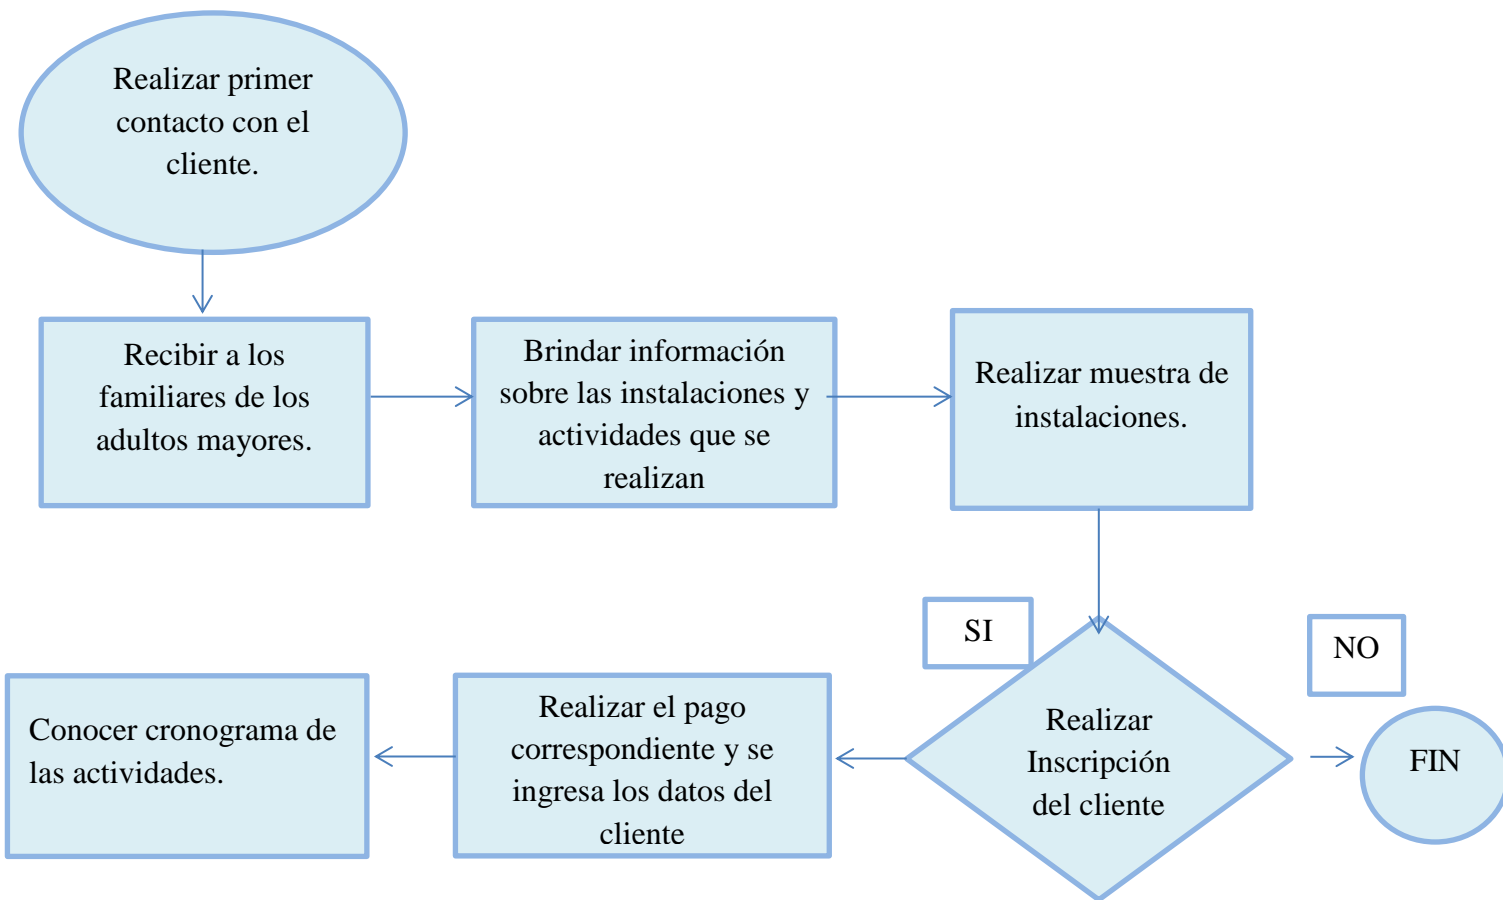 Realizar primer
contacto con el
cliente.
Recibir a los
familiares de los
adultos mayores.
Brindar información
sobre las instalaciones y
actividades que se
realizan
Realizar muestra de
instalaciones.
SI
NO
Realizar
Inscripción
del cliente
FIN
Realizar el pago
correspondiente y se
ingresa los datos del
cliente
Conocer cronograma de
las actividades.